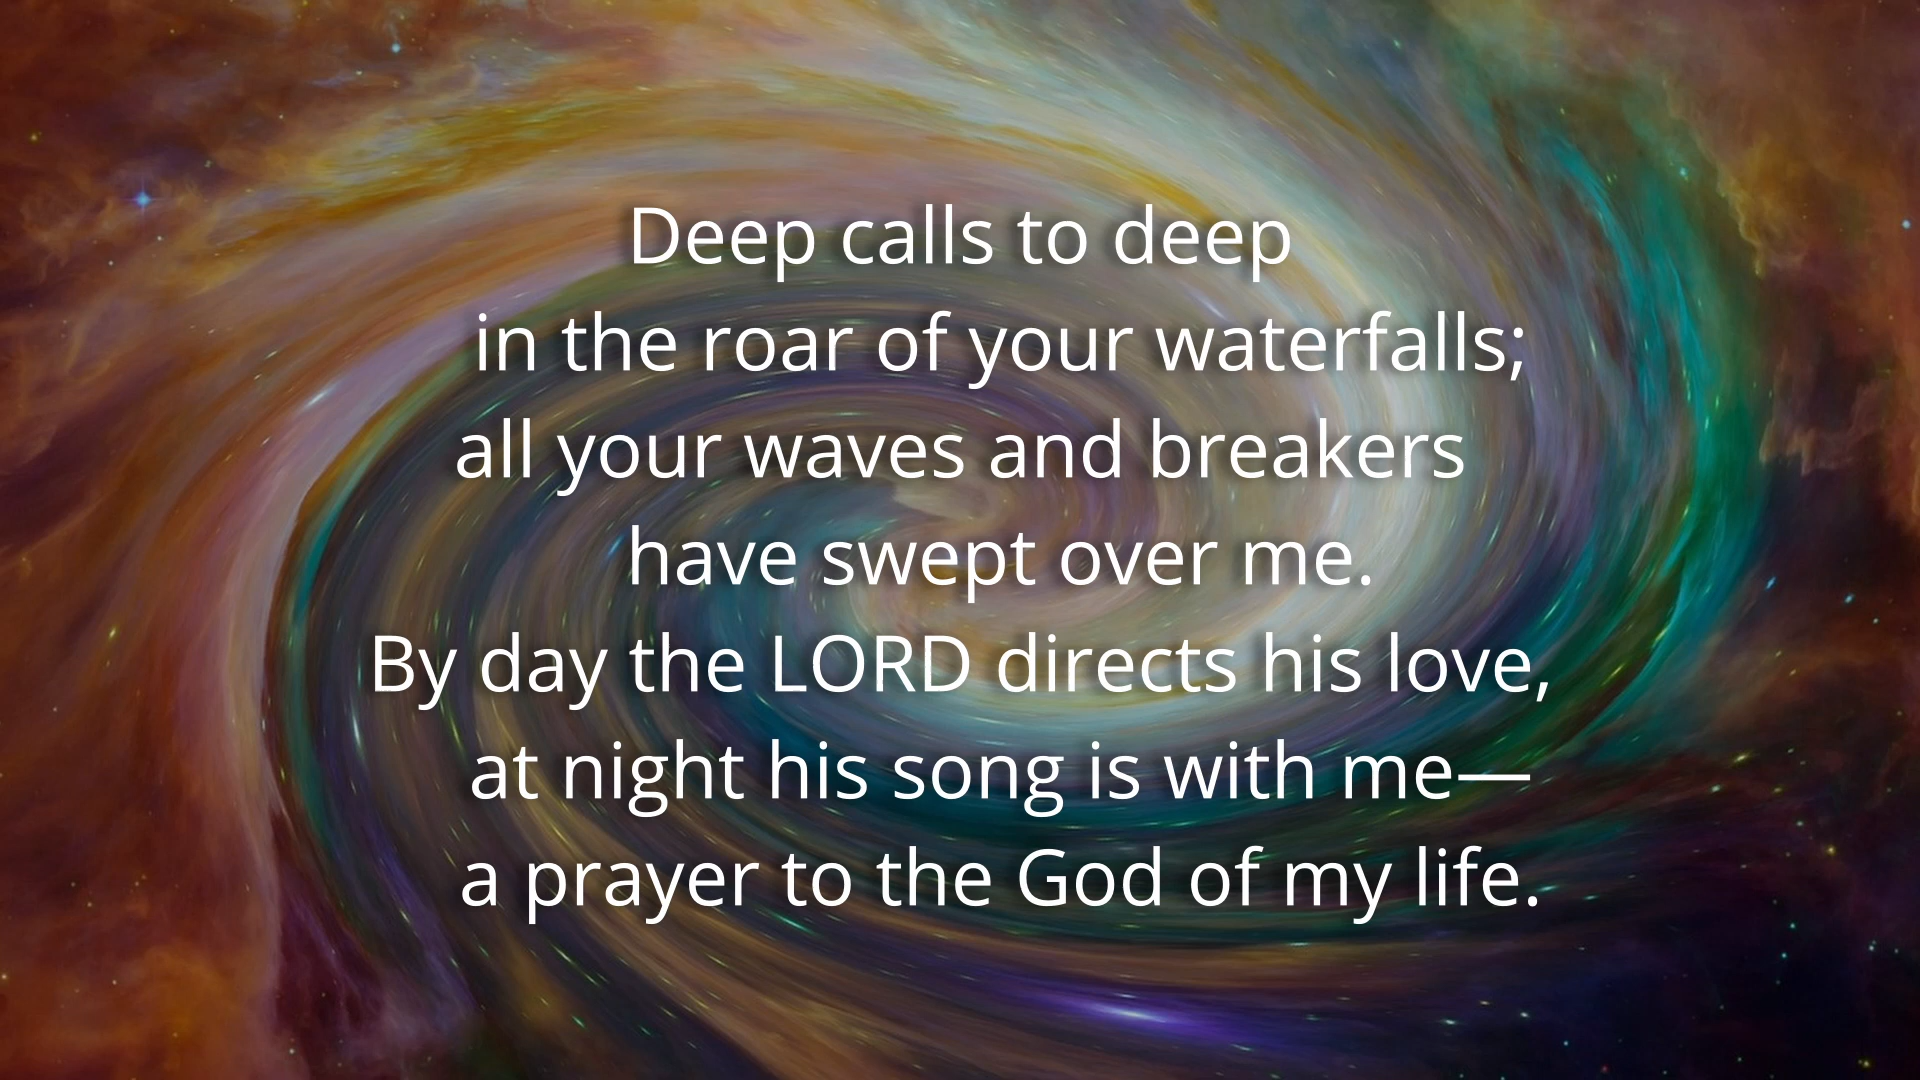 Deep calls to deep
in the roar of your waterfalls;
all your waves and breakers
have swept over me.
By day the LORD directs his love,
at night his song is with me—
a prayer to the God of my life.